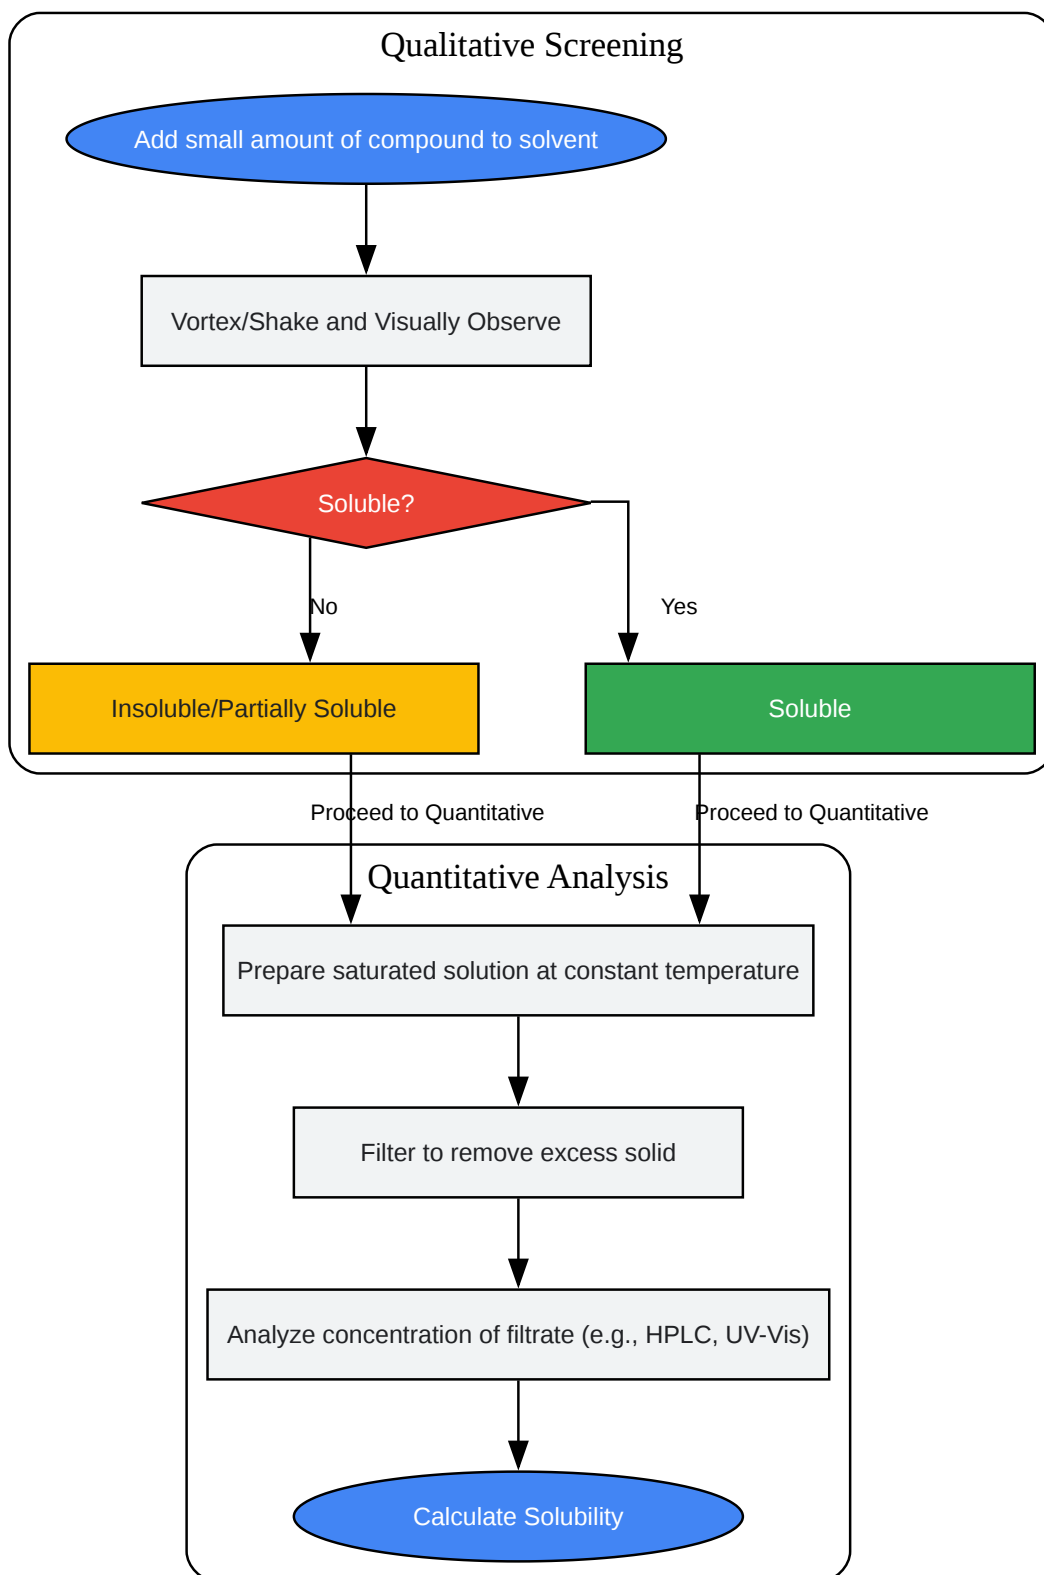 Qualitative Screening
Add small amount of compound to solvent
Vortex/Shake and Visually Observe
Soluble?
No
Yes
Insoluble/Partially Soluble
Soluble
Proceed to Quantitative
Proceed to Quantitative
Quantitative Analysis
Prepare saturated solution at constant temperature
Filter to remove excess solid
Analyze concentration of filtrate (e.g., HPLC, UV-Vis)
Calculate Solubility